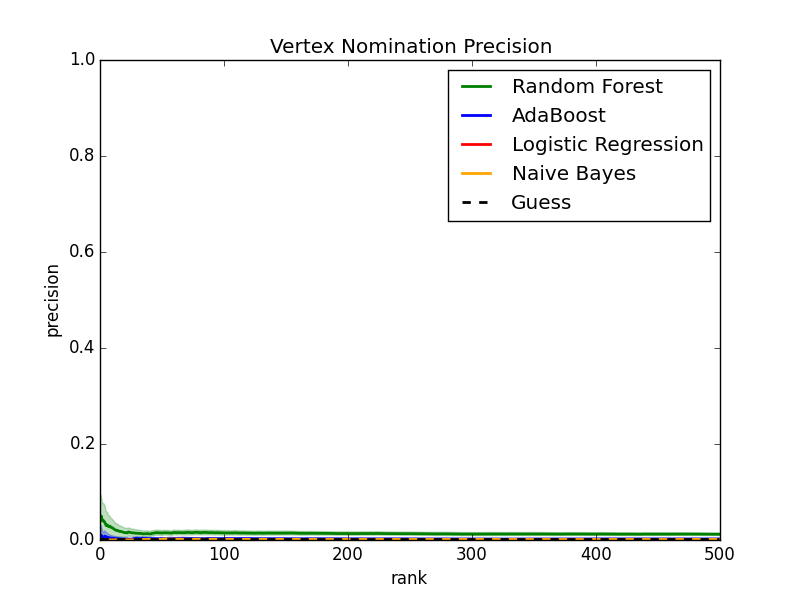 Vertex Nomination Precision
1.0
0.8
0.6
0.4
0.2
0.0
precision
Random Forest
AdaBoost
Logistic Regression
Naive Bayes
Guess
0 100 200 300 400 500
rank